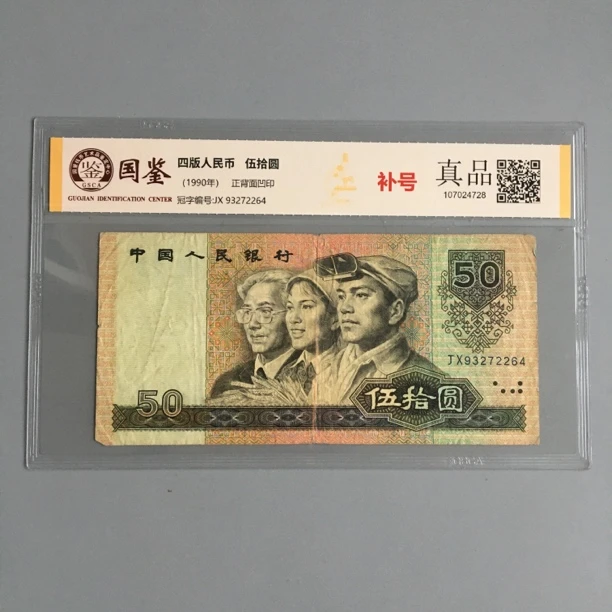 国鉴
GSCA
GUOJIAN IDENTIFICATION CENTER
四版人民币 伍拾圆
(1990年) 正背面凹印
冠字编号:JX 93272264
补号
真品
107024728
中国人民银行
50
JX93272264
50
伍拾圆